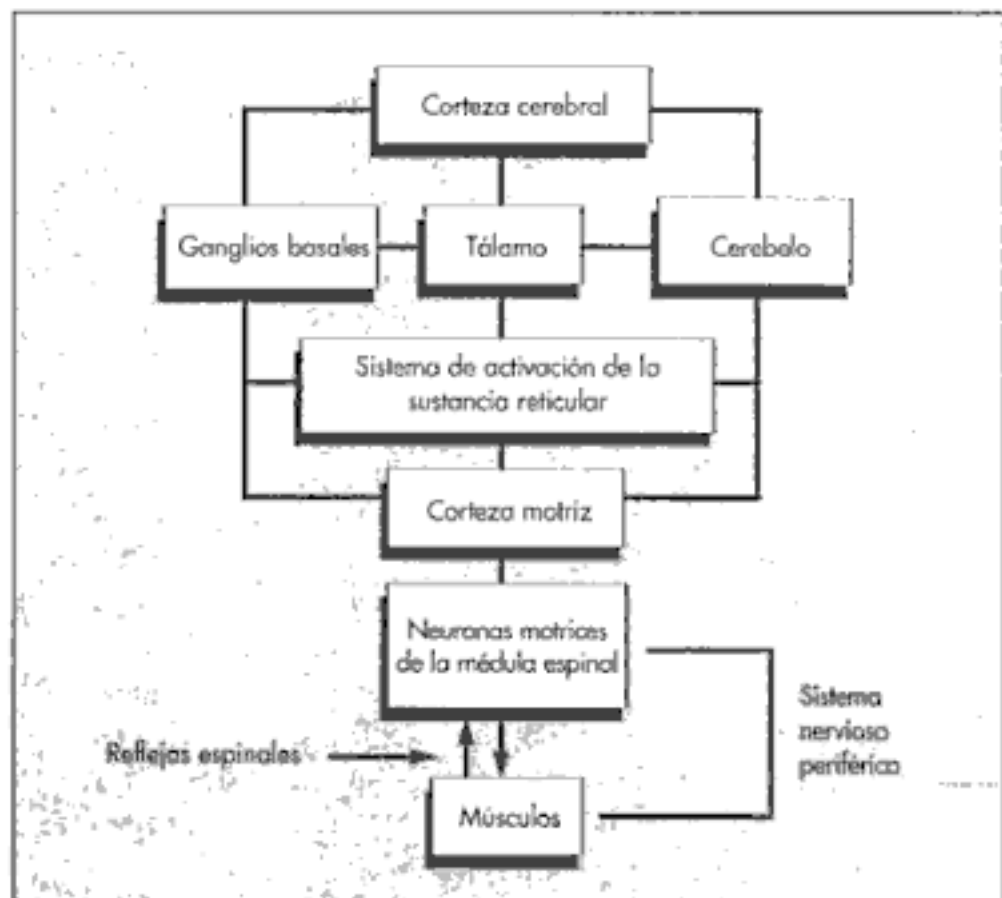 Corteza cerebral
Ganglios basales
Tálamo
Cerebelo
Sistema de activación de la
sustancia reticular
Corteza motriz
Neuronas motrices
de la médula espinal
Reflejos espinales
Músculos
Sistema
nervioso
periférico